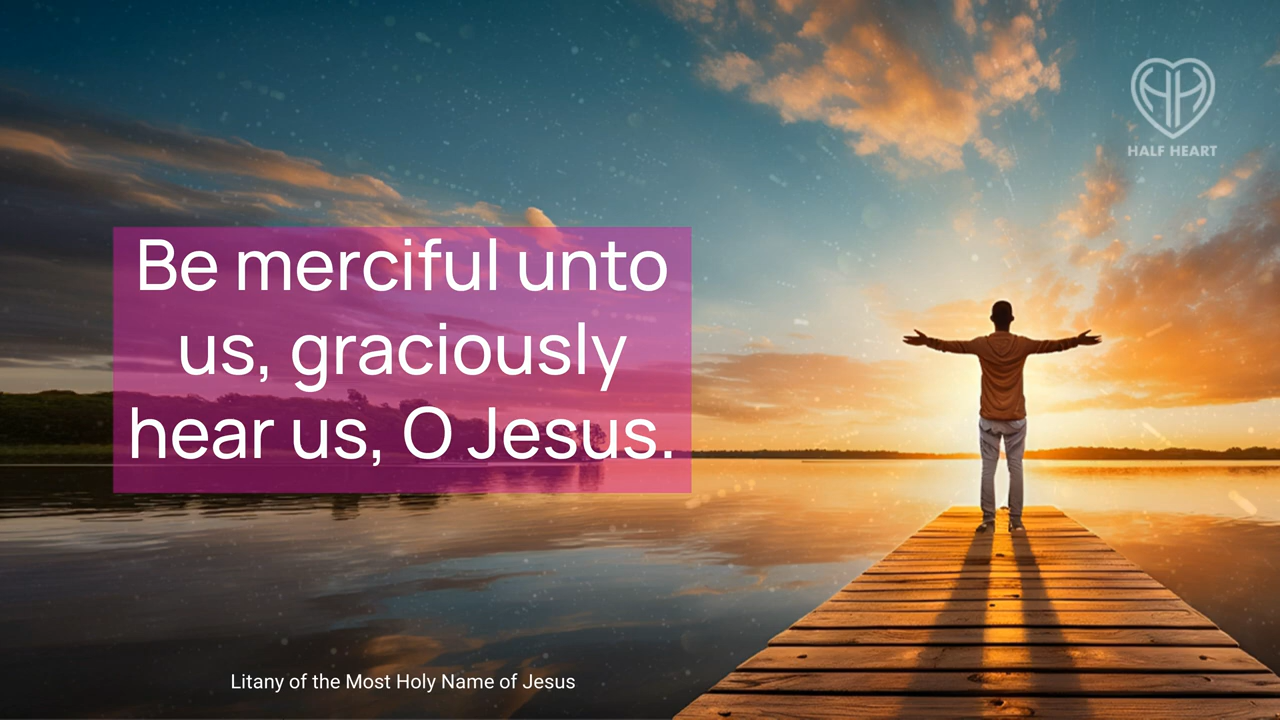 HALF HEART
Be merciful unto
us, graciously
hear us, O Jesus.
Litany of the Most Holy Name of Jesus